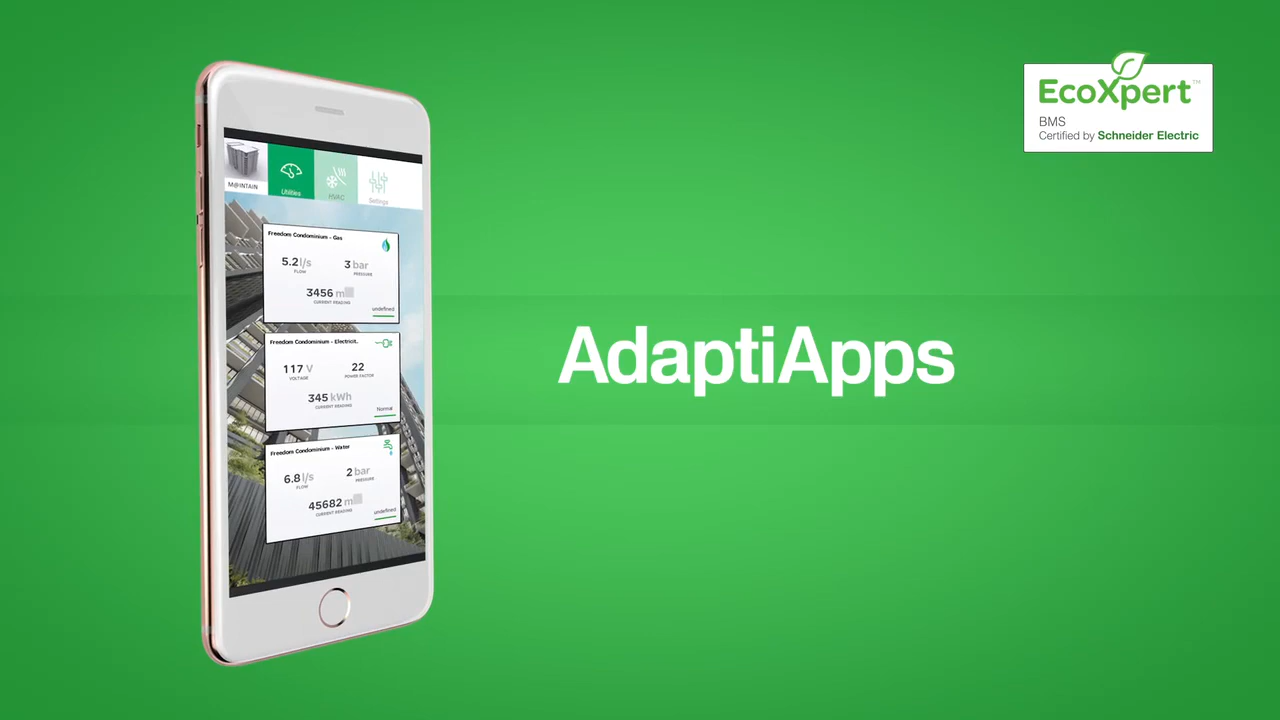 EcoXpert™
BMS
Certified by Schneider Electric
M@INTAIN
Utilities
HVAC
Settings
Freedom Condominium - Gas
5.2 l/s
FLOW
3 bar
PRESSURE
3456 m
CURRENT READING
undefined
Freedom Condominium - Electricit.
117 V
VOLTAGE
22
POWER FACTOR
345 kWh
CURRENT READING
Normal
Freedom Condominium - Water
6.8 l/s
FLOW
2 bar
PRESSURE
45682 m
CURRENT READING
undefined
AdaptiApps